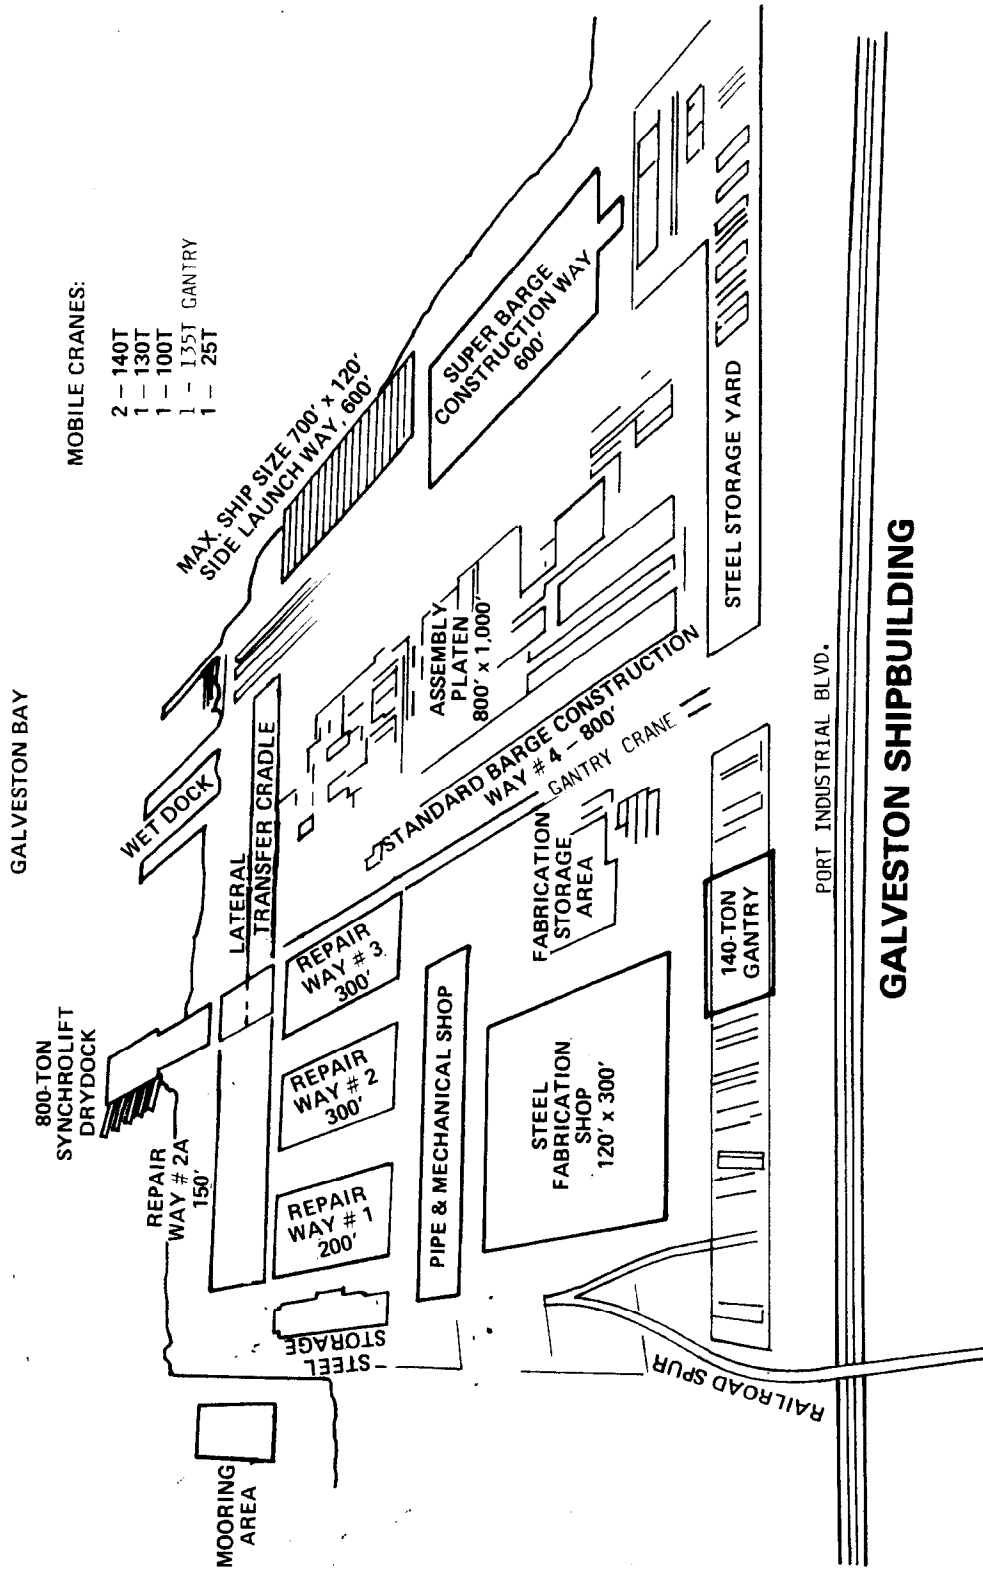 GALVESTON BAY
MOBILE CRANES:
2 – 140T
1 – 130T
1 – 100T
1 – 135T GANTRY
1 – 25T
800-TON
SYNCHROLIFT
DRYDOCK
WET DOCK
MAX. SHIP SIZE 700' x 120'
SIDE LAUNCH WAY, 600'
MOORING
AREA
REPAIR
WAY # 2A
150'
LATERAL
TRANSFER CRADLE
STEEL
STORAGE
REPAIR
WAY # 1
200'
REPAIR
WAY # 2
300'
REPAIR
WAY # 3
300'
SUPER BARGE
CONSTRUCTION WAY
600'
ASSEMBLY
PLATEN
800' x 1,000'
STANDARD BARGE CONSTRUCTION
WAY # 4 – 800'
GANTRY CRANE
PIPE & MECHANICAL SHOP
STEEL
FABRICATION
SHOP
120' x 300'
FABRICATION
STORAGE
AREA
RAILROAD SPUR
140-TON
GANTRY
STEEL STORAGE YARD
PORT INDUSTRIAL BLVD.
GALVESTON SHIPBUILDING